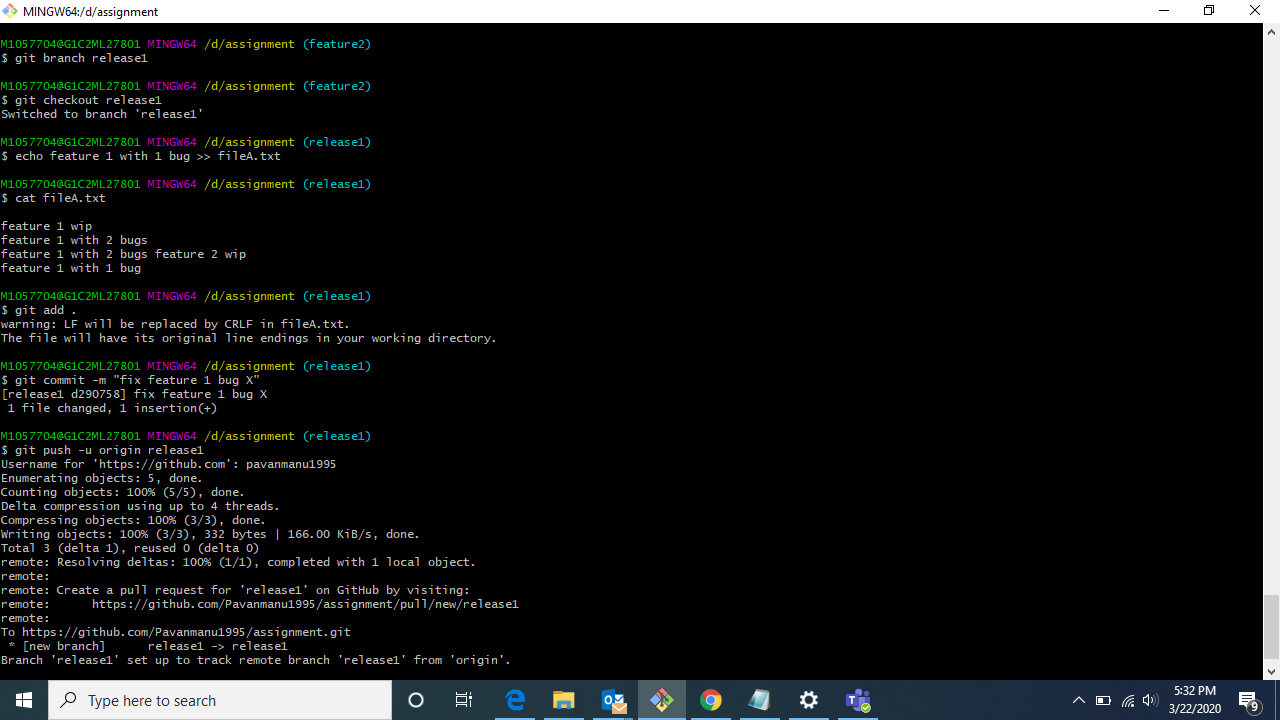 MINGW64:/d/assignment
M1057704@G1C2ML27801 MINGW64 /d/assignment (feature2)
$ git branch release1
M1057704@G1C2ML27801 MINGW64 /d/assignment (feature2)
$ git checkout release1
Switched to branch 'release1'
M1057704@G1C2ML27801 MINGW64 /d/assignment (release1)
$ echo feature 1 with 1 bug >> fileA.txt
M1057704@G1C2ML27801 MINGW64 /d/assignment (release1)
$ cat fileA.txt
feature 1 wip
feature 1 with 2 bugs
feature 1 with 2 bugs feature 2 wip
feature 1 with 1 bug
M1057704@G1C2ML27801 MINGW64 /d/assignment (release1)
$ git add .
warning: LF will be replaced by CRLF in fileA.txt.
The file will have its original line endings in your working directory.
M1057704@G1C2ML27801 MINGW64 /d/assignment (release1)
$ git commit -m "fix feature 1 bug X"
[release1 d290758] fix feature 1 bug X
 1 file changed, 1 insertion(+)
M1057704@G1C2ML27801 MINGW64 /d/assignment (release1)
$ git push -u origin release1
Username for 'https://github.com': pavanmanu1995
Enumerating objects: 5, done.
Counting objects: 100% (5/5), done.
Delta compression using up to 4 threads.
Compressing objects: 100% (3/3), done.
Writing objects: 100% (3/3), 332 bytes | 166.00 KiB/s, done.
Total 3 (delta 1), reused 0 (delta 0)
remote: Resolving deltas: 100% (1/1), completed with 1 local object.
remote:
remote: Create a pull request for 'release1' on GitHub by visiting:
remote:      https://github.com/Pavanmanu1995/assignment/pull/new/release1
remote:
To https://github.com/Pavanmanu1995/assignment.git
 * [new branch]      release1 -> release1
Branch 'release1' set up to track remote branch 'release1' from 'origin'.
Type here to search
5:32 PM
3/22/2020
9